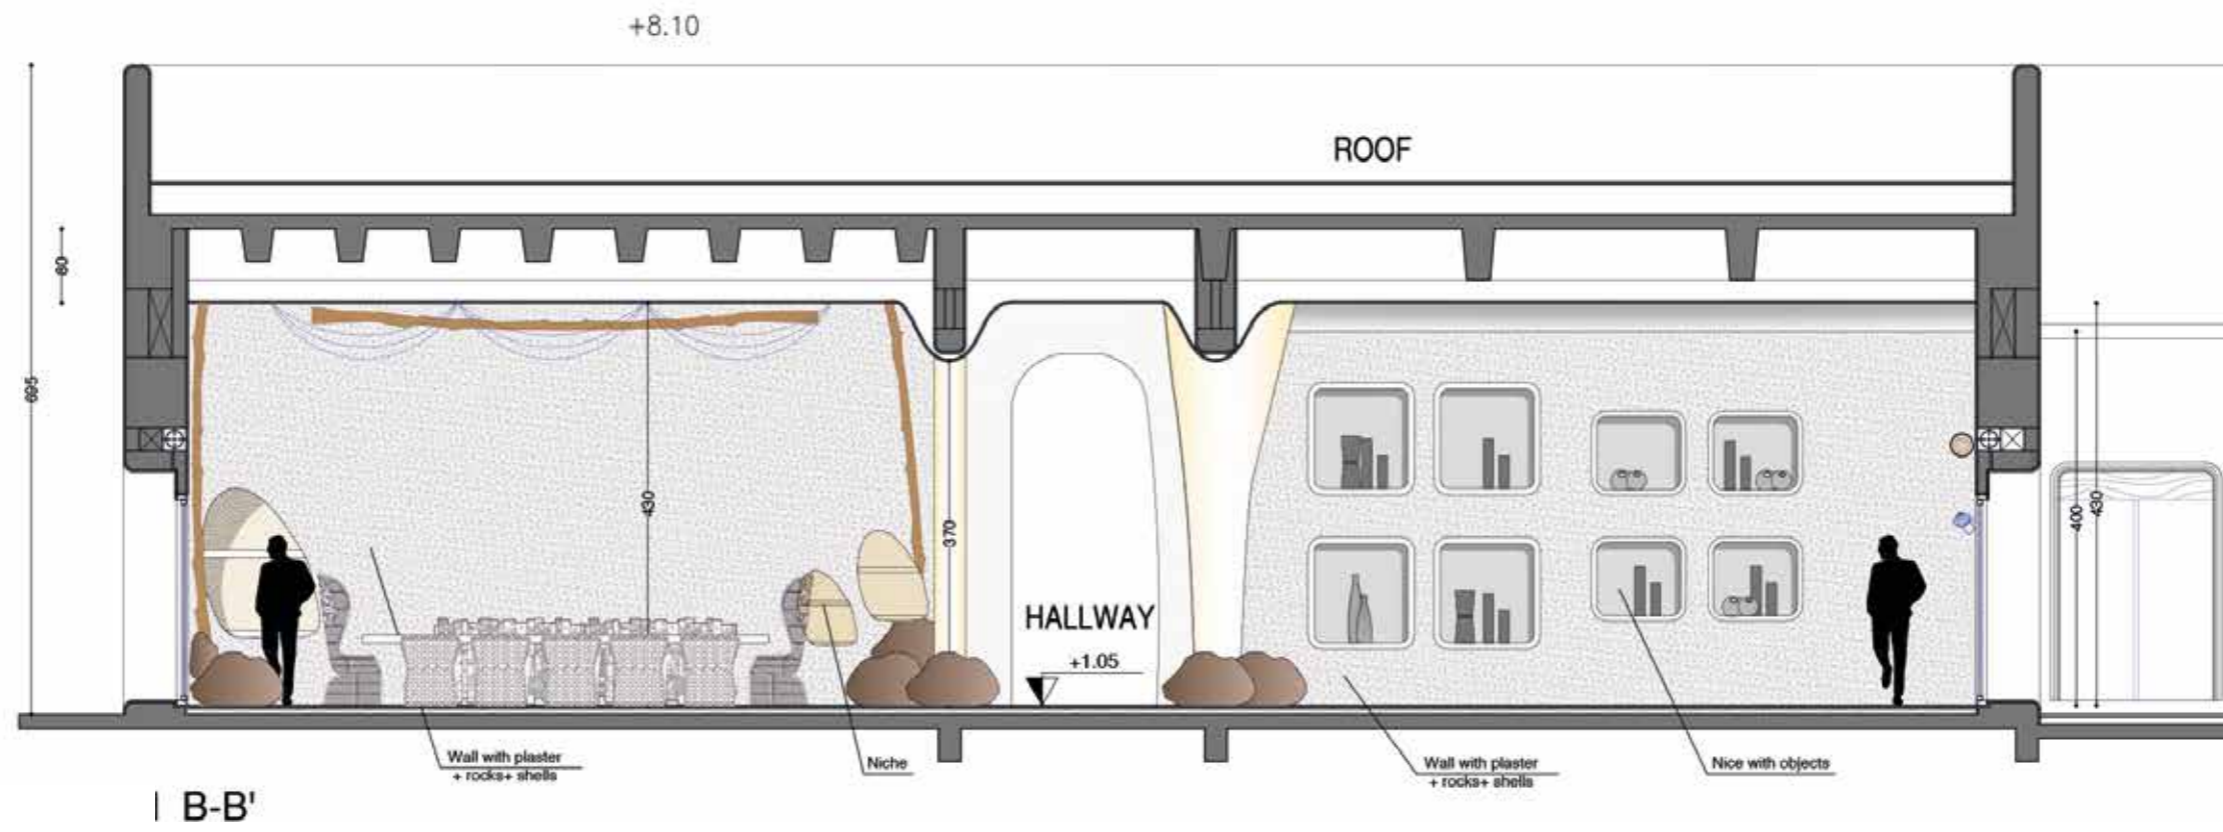 +8.10
ROOF
60
695
430
370
400
430
HALLWAY
+1.05
Wall with plaster
+ rocks+ shells
Niche
Wall with plaster
+ rocks+ shells
Nice with objects
B-B'